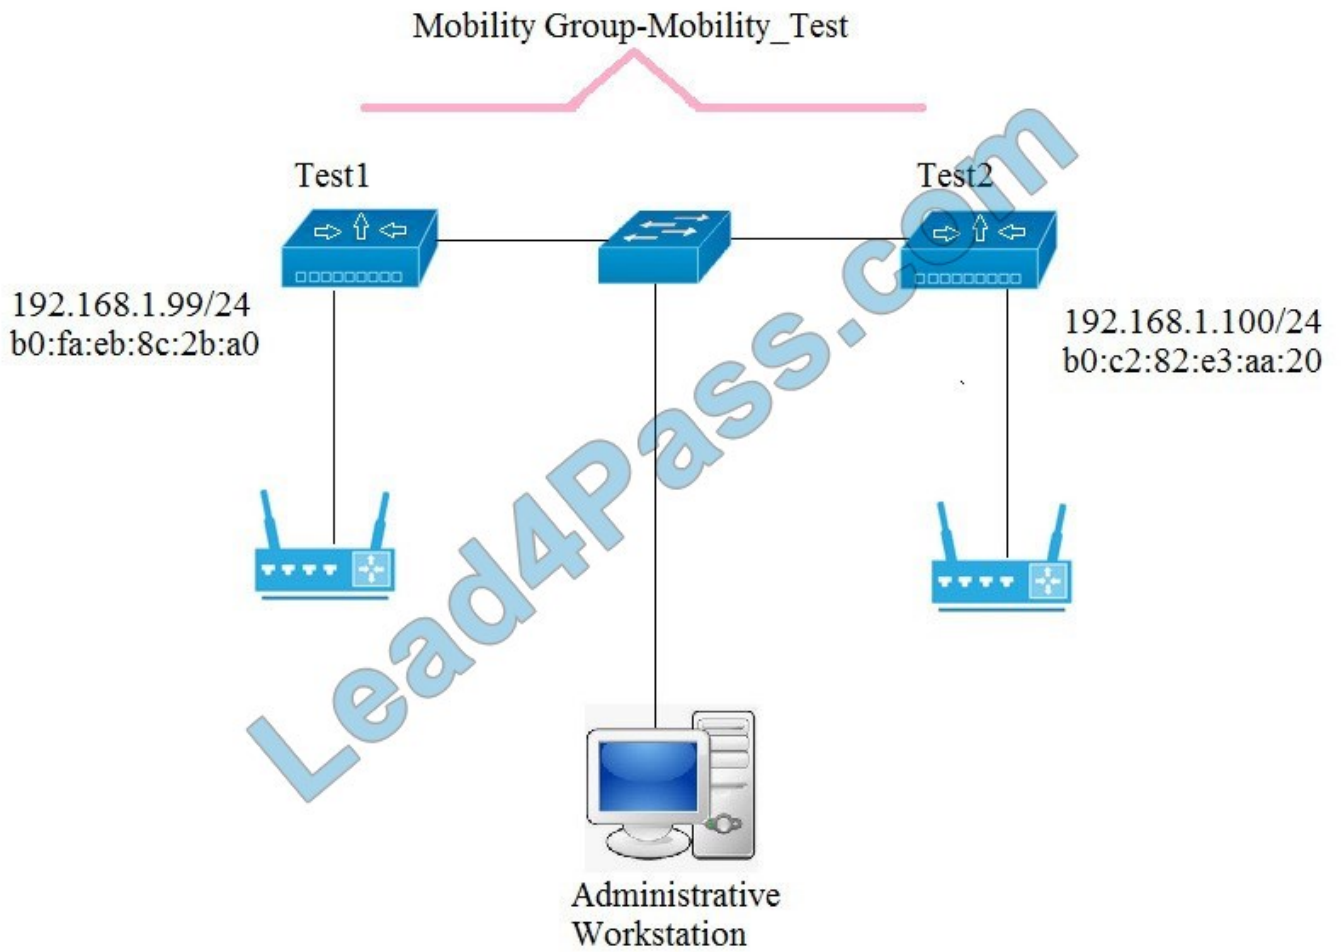 Mobility Group-Mobility_Test
Test1
Test2
192.168.1.99/24
b0:fa:eb:8c:2b:a0
192.168.1.100/24
b0:c2:82:e3:aa:20
Lead4Pass.com
Administrative
Workstation